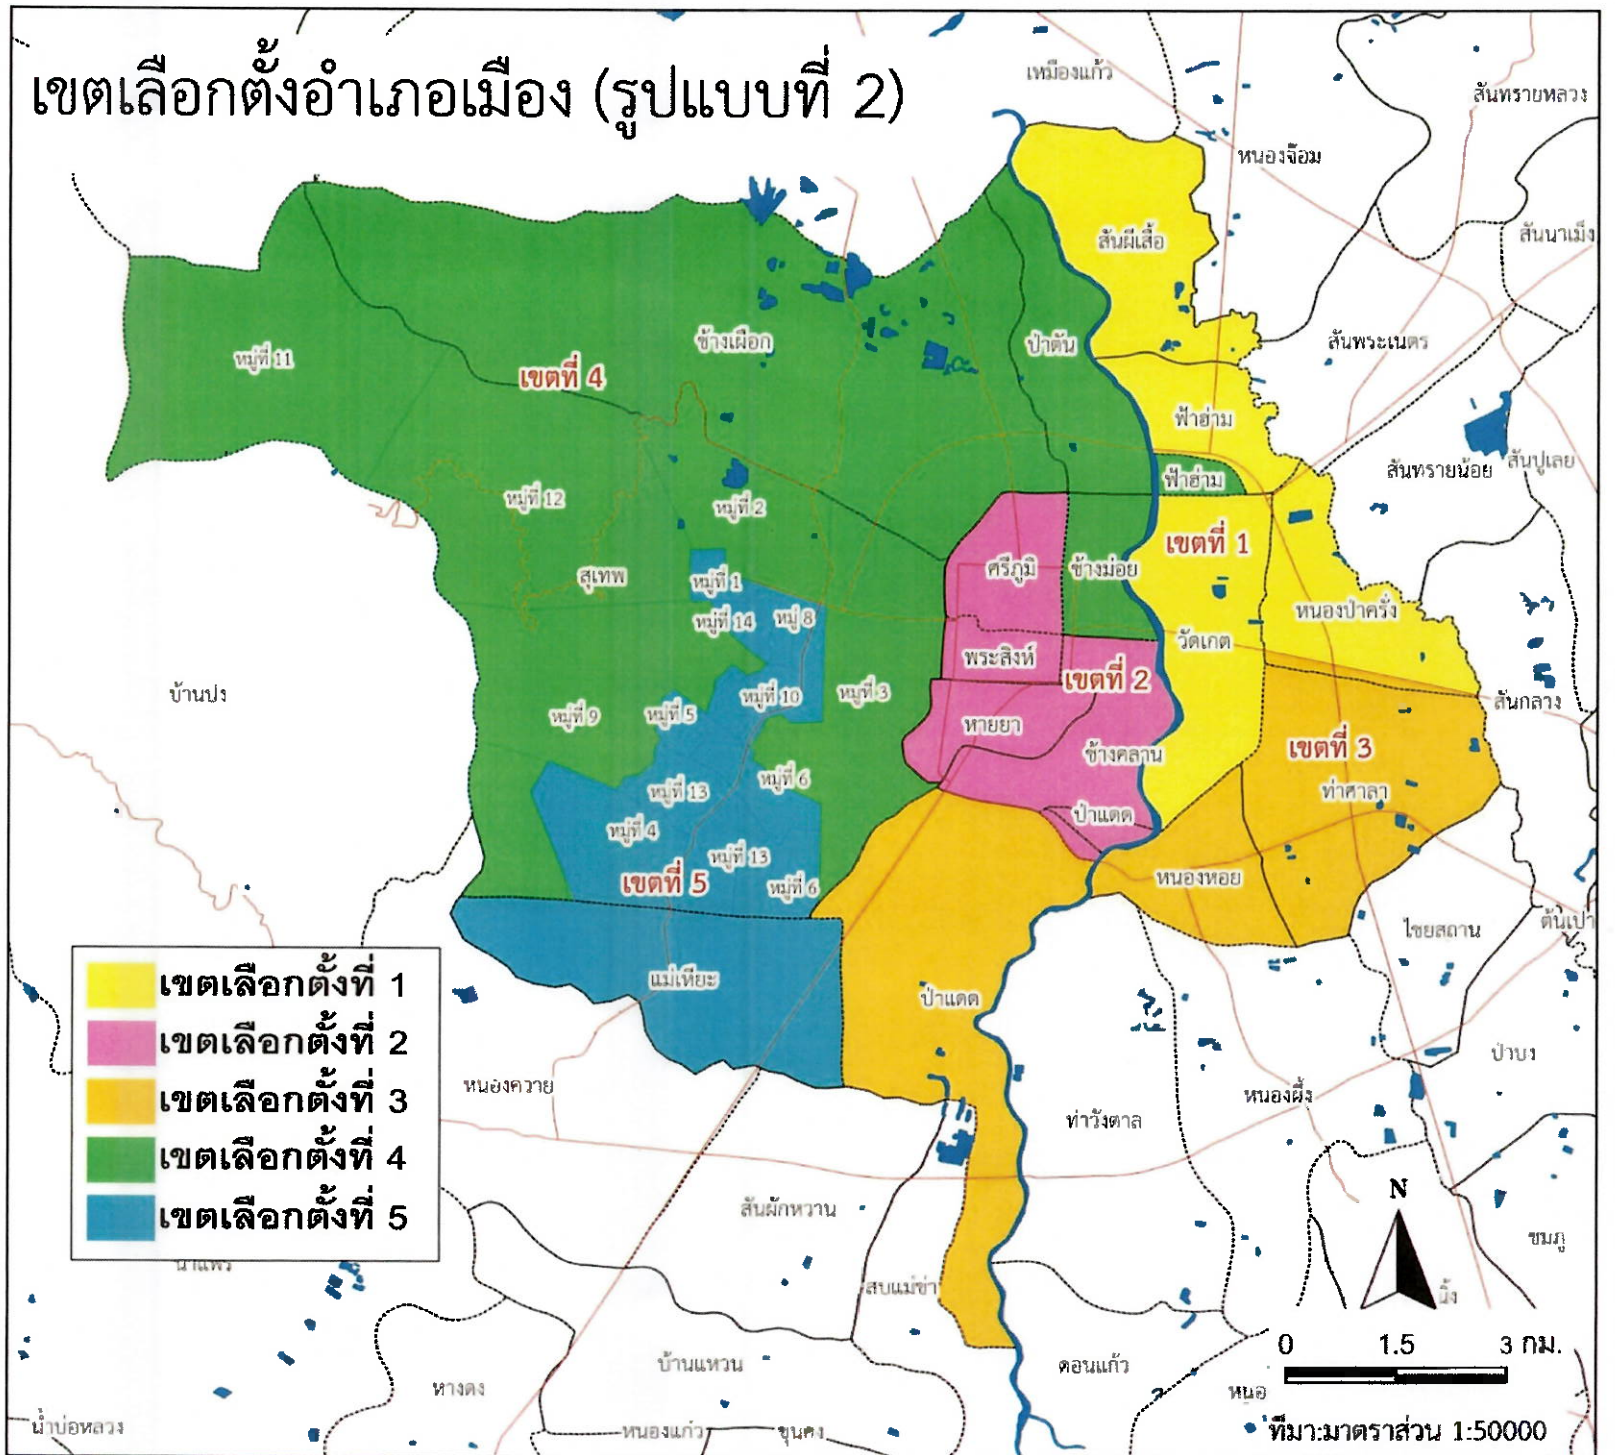 เขตเลือกตั้งอำเภอเมือง (รูปแบบที่ 2)
เหมืองแก้ว
สันทรายหลวง
หนองจ๊อม
สันผีเสื้อ
สันนาเม็ง
ช้างเผือก
ป่าตัน
สันพระเนตร
หมู่ที่ 11
เขตที่ 4
ฟ้าฮ่าม
สันทรายน้อย
สันปูเลย
ฟ้าฮ่าม
หมู่ที่ 12
หมู่ที่ 2
เขตที่ 1
ศรีภูมิ
ช้างม่อย
สุเทพ
หมู่ที่ 1
หนองป่าครั่ง
หมู่ที่ 14
หมู่ 8
วัดเกต
พระสิงห์
เขตที่ 2
บ้านปง
หมู่ที่ 10
หมู่ที่ 3
สันกลาง
หมู่ที่ 9
หมู่ที่ 5
หายยา
เขตที่ 3
ช้างคลาน
หมู่ที่ 6
หมู่ที่ 13
ท่าศาลา
ป่าแดด
หมู่ที่ 4
หมู่ที่ 13
เขตที่ 5
หมู่ที่ 6
หนองหอย
ไชยสถาน
ต้นเปา
แม่เหียะ
ป่าแดด
เขตเลือกตั้งที่ 1
เขตเลือกตั้งที่ 2
เขตเลือกตั้งที่ 3
เขตเลือกตั้งที่ 4
เขตเลือกตั้งที่ 5
ป่าบง
หนองควาย
หนองผึ้ง
ท่าวังตาล
N
สันผักหวาน
ชมภู
น้ำแพร่
สบแม่ข่า
0 1.5 3 กม.
บ้านแหวน
ดอนแก้ว
หางดง
หนอ
น้ำบ่อหลวง
หนองแก๋ว
ขุนคง
ที่มา:มาตราส่วน 1:50000